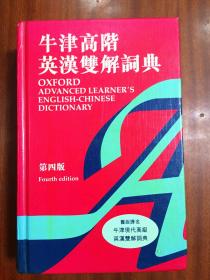 牛津高階
英漢雙解詞典
OXFORD
ADVANCED LEARNER'S
ENGLISH-CHINESE
DICTIONARY
第四版
Fourth edition
舊版譯名
牛津現代高級
英漢雙解詞典